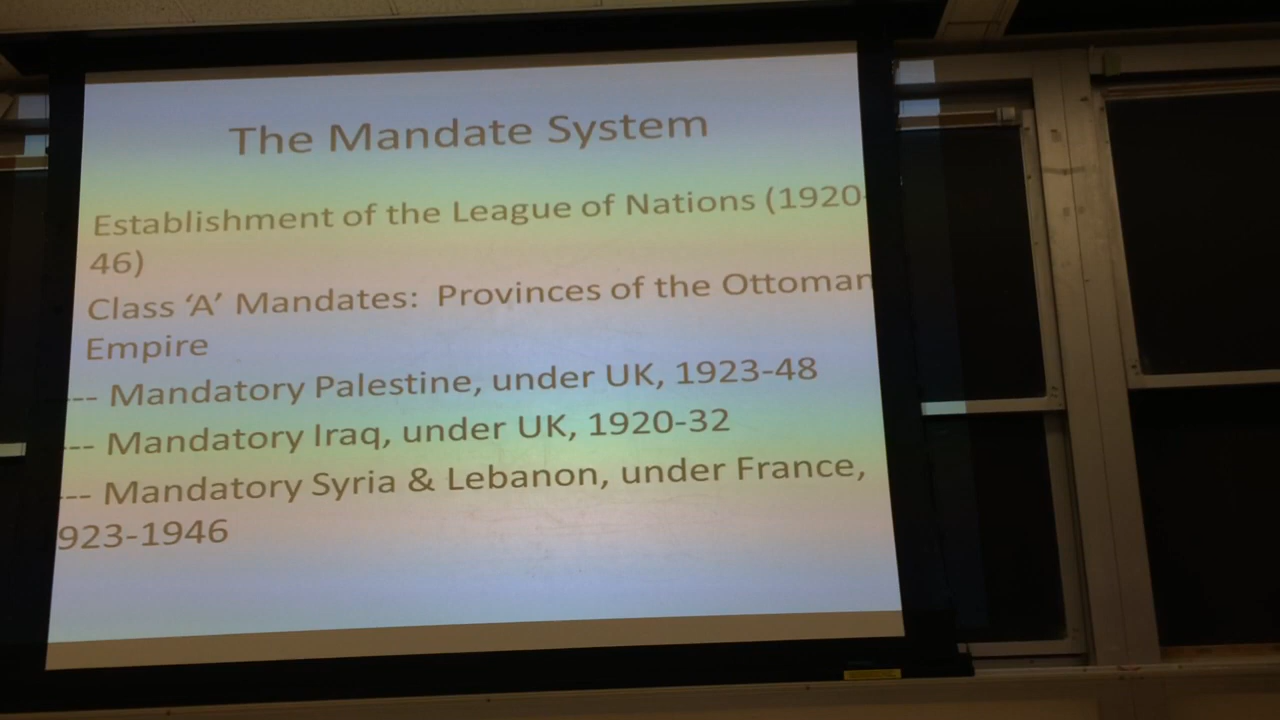 The Mandate System
Establishment of the League of Nations (1920-
46)
Class ‘A’ Mandates: Provinces of the Ottoman
Empire
--- Mandatory Palestine, under UK, 1923-48
--- Mandatory Iraq, under UK, 1920-32
--- Mandatory Syria & Lebanon, under France,
923-1946